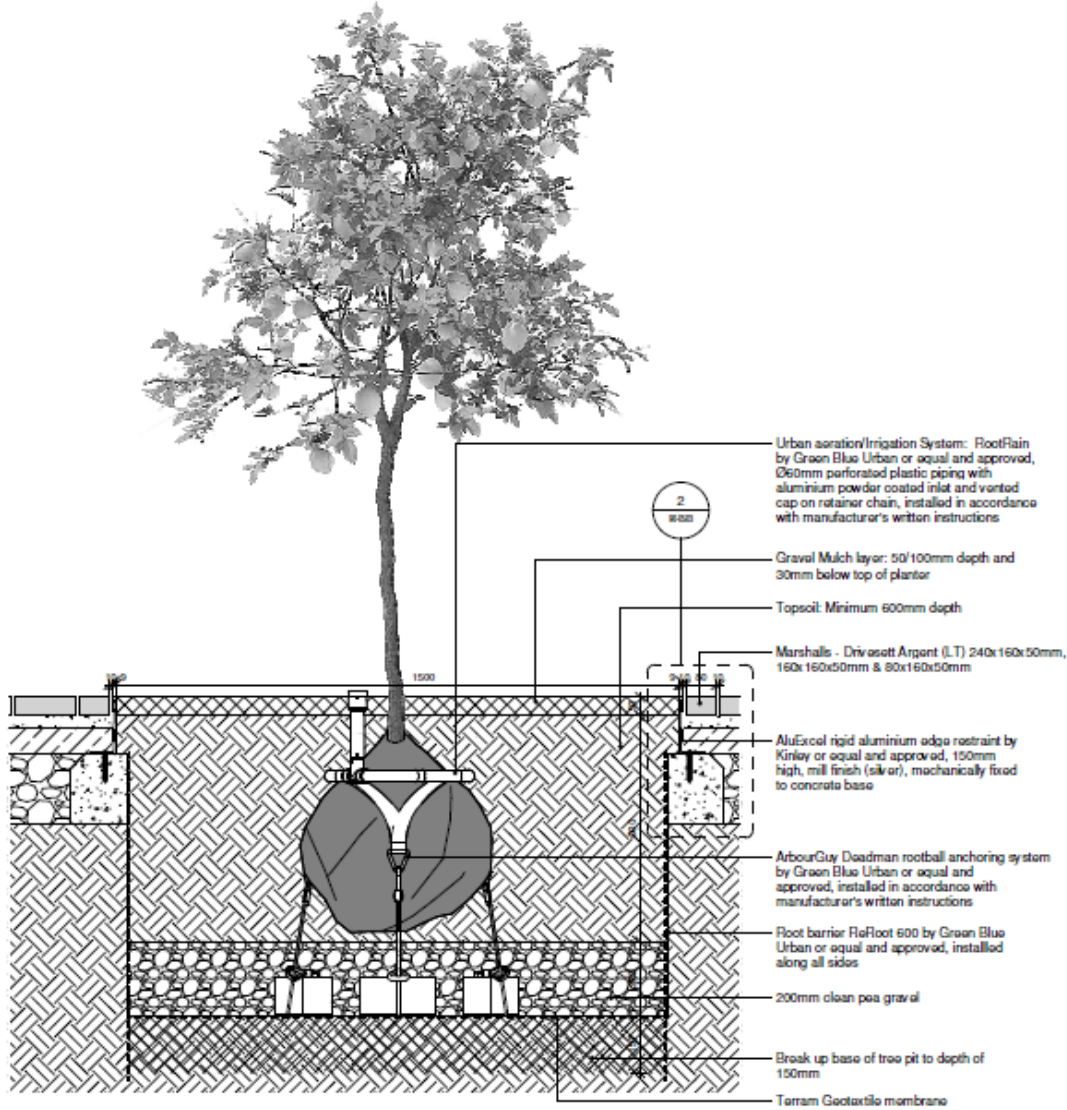 Urban aeration/Irrigation System: RootRain
by Green Blue Urban or equal and approved,
Ø60mm perforated plastic piping with
aluminium powder coated inlet and vented
cap on retainer chain, installed in accordance
with manufacturer's written instructions
2
Gravel Mulch layer: 50/100mm depth and
30mm below top of planter
Topsoil: Minimum 600mm depth
Marshalls - Drivesett Argent (LT) 240x160x50mm,
160x160x50mm & 80x160x50mm
1500
AluExcel rigid aluminium edge restraint by
Kinley or equal and approved, 150mm
high, mill finish (silver), mechanically fixed
to concrete base
ArbourGuy Deadman rootball anchoring system
by Green Blue Urban or equal and
approved, installed in accordance with
manufacturer's written instructions
Root barrier ReRoot 600 by Green Blue
Urban or equal and approved, installled
along all sides
200mm clean pea gravel
Break up base of tree pit to depth of
150mm
Terram Geotextile membrane